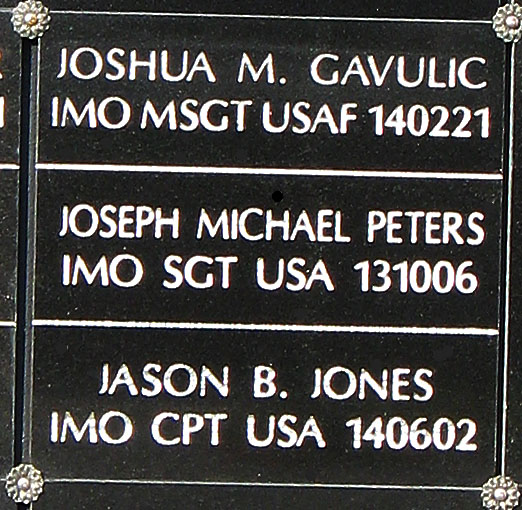 JOSHUA M. GAVULIC
IMO MSGT USAF 140221
JOSEPH MICHAEL PETERS
IMO SGT USA 131006
JASON B. JONES
IMO CPT USA 140602